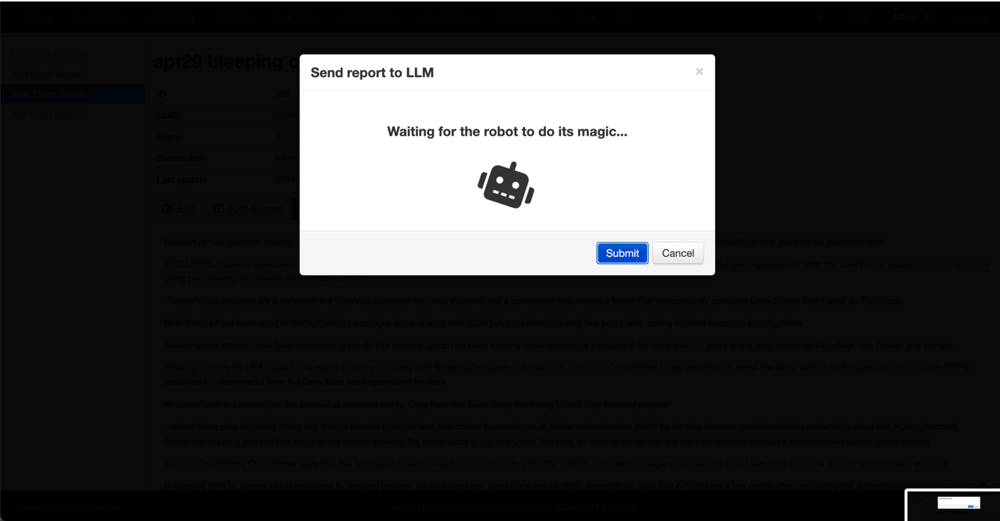 Home Event Actions Dashboard Galaxies Input Filters Global Actions Sync Actions Administration Logs API
Admin Log out
List Event Reports
Add Event Report
View Event Report
Edit Event Report
apt29 bleeping
ID
UUID
Event
Distribution
Last update
Edit Split Screen
Send report to LLM ×
Waiting for the robot to do its magic...
Submit Cancel
Russian APT29 hackers' stealthy camouflage new malware as legitimate files
EXCLUSIVE: Hackers associated multiple organizations after the SolarWinds supply-chain compromise
using two recently discovered
The malicious implants are a variant of the GoldMax backdoor for Linux systems and a completely new malware family that cybersecurity company CrowdStrike now tracks as TrailBlazer.
Both threats have been used in StellarParticle campaigns since at least mid-2019 but were identified only two years later, during incident response investigations.
StellarParticle attacks have been attributed to the APT29 hacking group has been running cyber espionage campaigns for more than 12 years and is also known as CozyBear, The Dukes, and Yttrium.
Stealing cookies for MFA bypass In a report shared exclusively with BleepingComputer, cybersecurity company CrowdStrike today describes in detail the latest tactics, techniques, and procedures (TTPs)
observed in cyberattacks from the Cozy Bear state-sponsored hackers.
While some of the techniques are somewhat common today, Cozy Bear has been using them long before they became popular:
credential hopping hijacking Office 365 (O365) Service Principal and Application bypassing multi-factor authentication (MFA) by stealing browser cookies stealing credentials using Get-ADReplAccount
Credential hopping was the first stage of the attack, allowing the threat actor to log into Office 365 from an internal server that the hackers reached through a compromised public-facing system.
source: CrowdStrike CrowdStrike says that this technique is hard to spot in environments with little visibility into identity usage since hackers could use more than one domain administrator account.
Bypassing MFA to access cloud resources by stealing browser cookies has been used since before 2020. CrowdStrike says that APT29 kept a low profile after decrypting the authentication